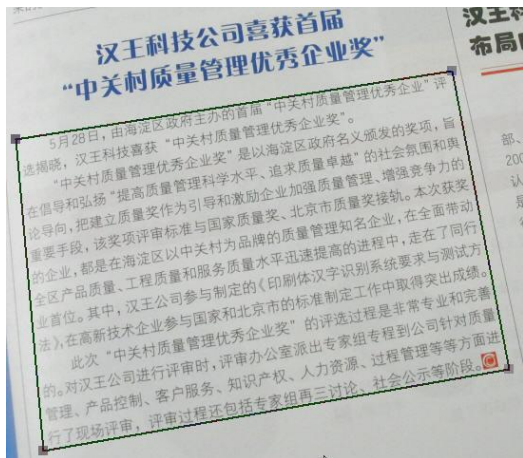 汉王科技公司喜获首届
“中关村质量管理优秀企业奖”
5月28日，由海淀区政府主办的首届“中关村质量管理优秀企业”评
选揭晓，汉王科技喜获“中关村质量管理优秀企业奖”。
“中关村质量管理优秀企业奖”是以海淀区政府名义颁发的奖项，旨
在倡导和弘扬“提高质量管理科学水平、追求质量卓越”的社会氛围和舆
论导向，把建立质量奖作为引导和激励企业加强质量管理、增强竞争力的
重要手段，该奖项评审标准与国家质量奖、北京市质量奖接轨。本次获奖
的企业，都是在海淀区以中关村为品牌的质量管理知名企业，在全面带动
全区产品质量、工程质量和服务质量水平迅速提高的进程中，走在了同行
业首位。其中，汉王公司参与制定的《印刷体汉字识别系统要求与测试方
法》，在高新技术企业参与国家和北京市的标准制定工作中取得突出成绩。
此次“中关村质量管理优秀企业奖”的评选过程是非常专业和完善
的。对汉王公司进行评审时，评审办公室派出专家组专程到公司针对质量
管理、产品控制、客户服务、知识产权、人力资源、过程管理等等方面进
行了现场评审，评审过程还包括专家组再三讨论、社会公示等阶段。
汉王科
布局
部、
200
认
是